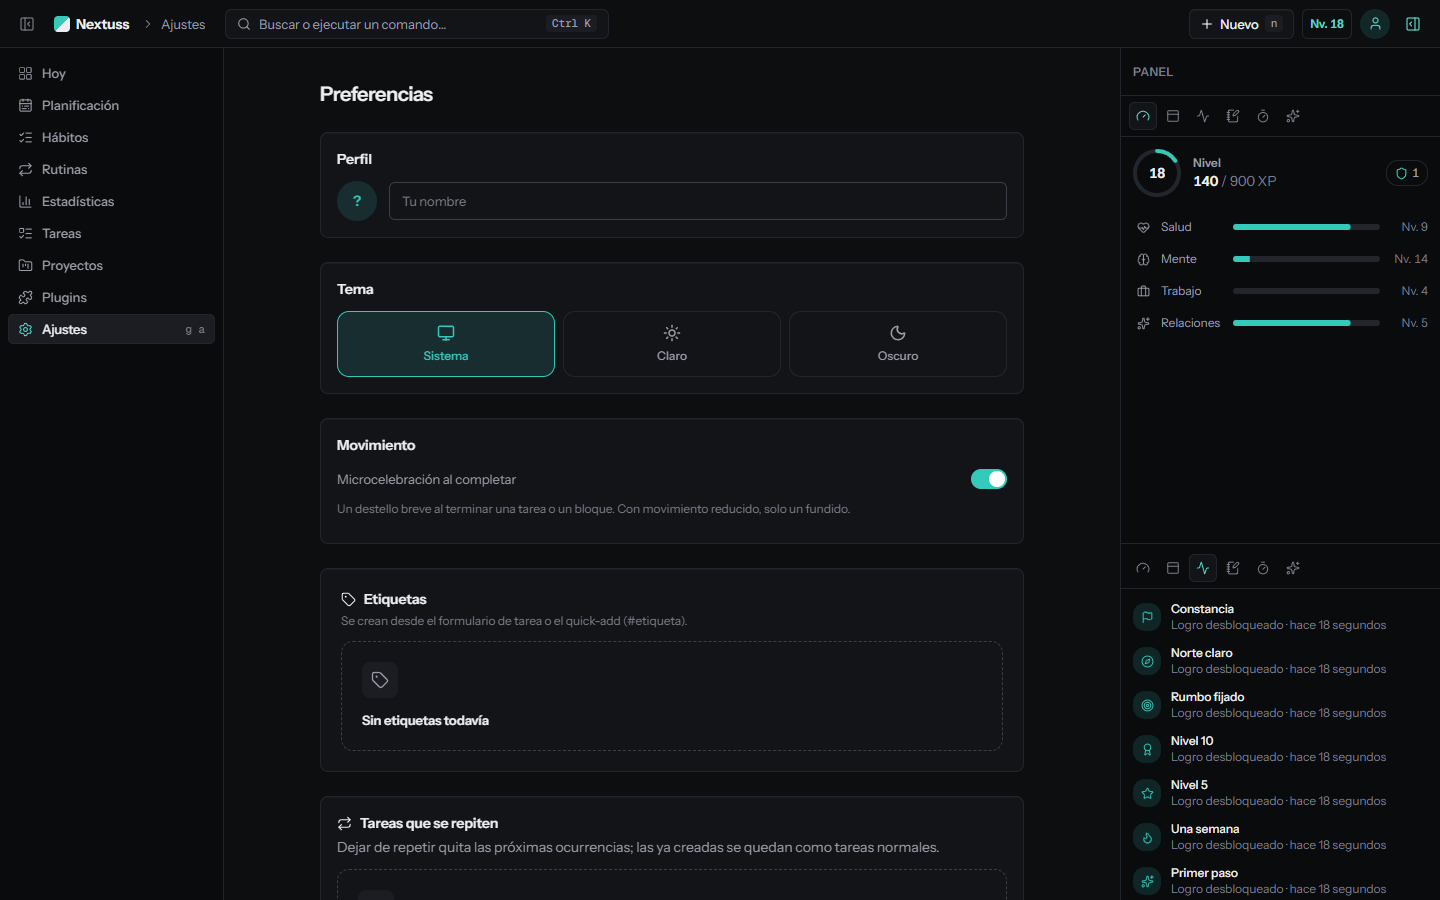 Nextuss
Ajustes
Buscar o ejecutar un comando...
Ctrl K
Nuevo
n
Nv. 18
Hoy
Planificación
Hábitos
Rutinas
Estadísticas
Tareas
Proyectos
Plugins
Ajustes
g a
Preferencias
Perfil
?
Tu nombre
Tema
Sistema
Claro
Oscuro
Movimiento
Microcelebración al completar
Un destello breve al terminar una tarea o un bloque. Con movimiento reducido, solo un fundido.
Etiquetas
Se crean desde el formulario de tarea o el quick-add (#etiqueta).
Sin etiquetas todavía
Tareas que se repiten
Dejar de repetir quita las próximas ocurrencias; las ya creadas se quedan como tareas normales.
PANEL
18
Nivel
140 / 900 XP
1
Salud
Nv. 9
Mente
Nv. 14
Trabajo
Nv. 4
Relaciones
Nv. 5
Constancia
Logro desbloqueado · hace 18 segundos
Norte claro
Logro desbloqueado · hace 18 segundos
Rumbo fijado
Logro desbloqueado · hace 18 segundos
Nivel 10
Logro desbloqueado · hace 18 segundos
Nivel 5
Logro desbloqueado · hace 18 segundos
Una semana
Logro desbloqueado · hace 18 segundos
Primer paso
Logro desbloqueado · hace 18 segundos